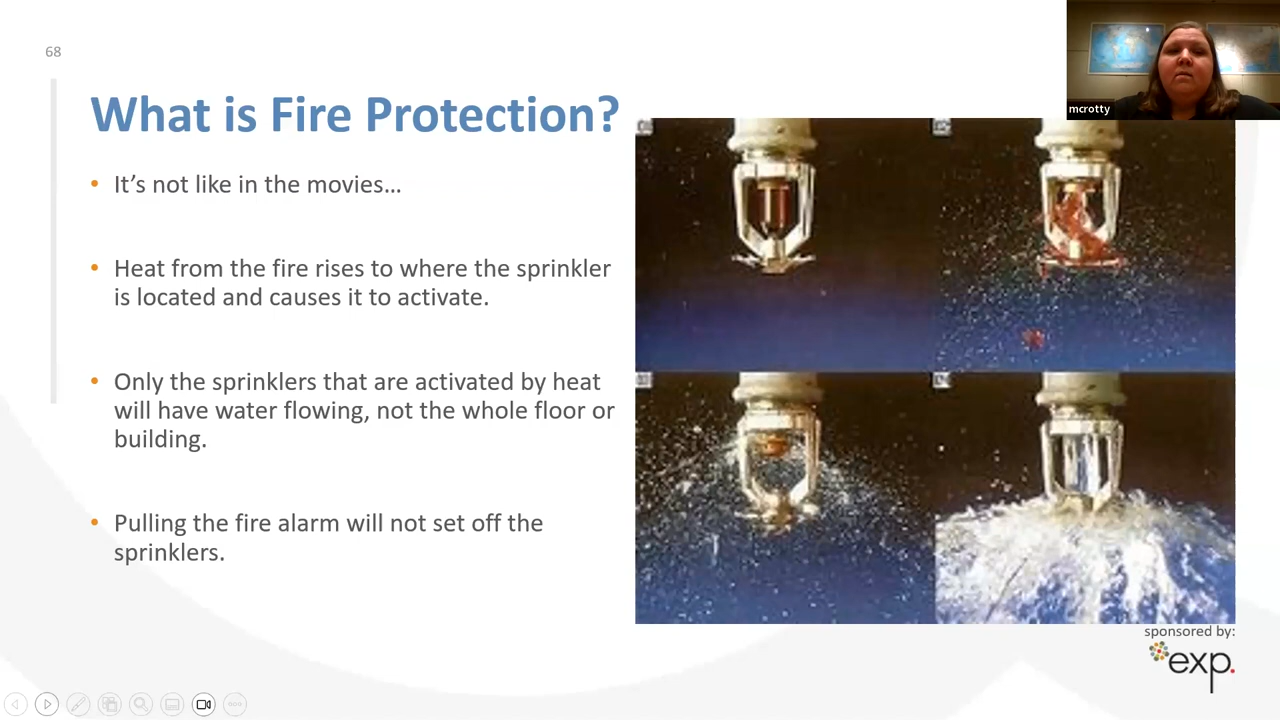 68
mcrotty
What is Fire Protection?
• It’s not like in the movies…
• Heat from the fire rises to where the sprinkler
is located and causes it to activate.
• Only the sprinklers that are activated by heat
will have water flowing, not the whole floor or
building.
• Pulling the fire alarm will not set off the
sprinklers.
sponsored by:
exp.